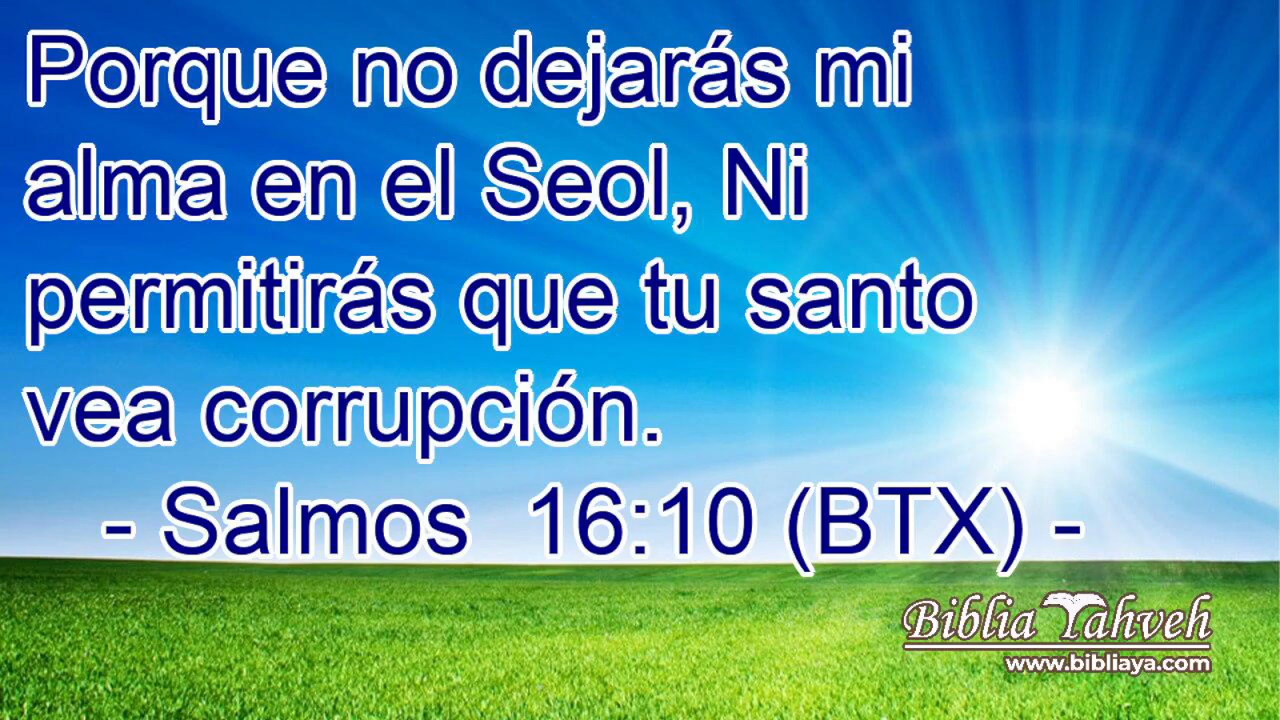 Porque no dejarás mi
alma en el Seol, Ni
permitirás que tu santo
vea corrupción.
- Salmos 16:10 (BTX) -
Biblia Yahveh
www.bibliaya.com